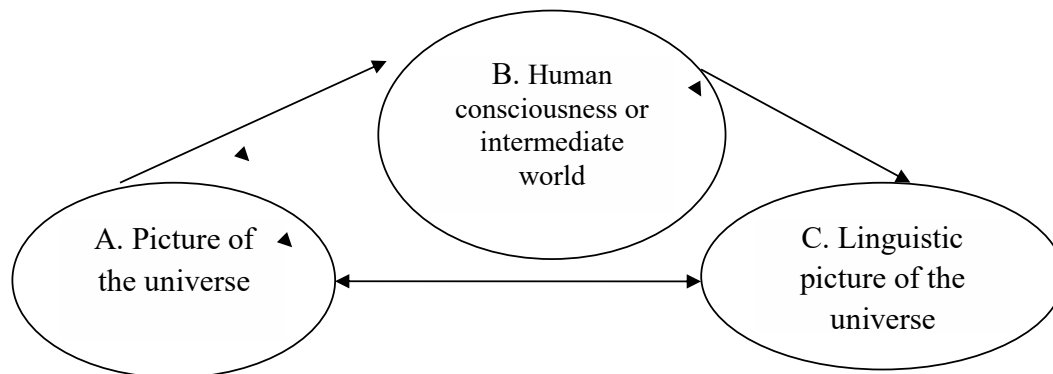 B. Human
consciousness or
intermediate
world
A. Picture of
the universe
C. Linguistic
picture of the
universe